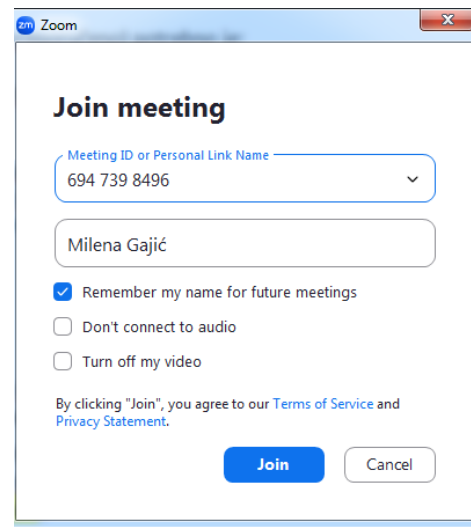 zm Zoom
Join meeting
Meeting ID or Personal Link Name
694 739 8496
Milena Gajić
Remember my name for future meetings
Don't connect to audio
Turn off my video
By clicking "Join", you agree to our Terms of Service and
Privacy Statement.
Join Cancel